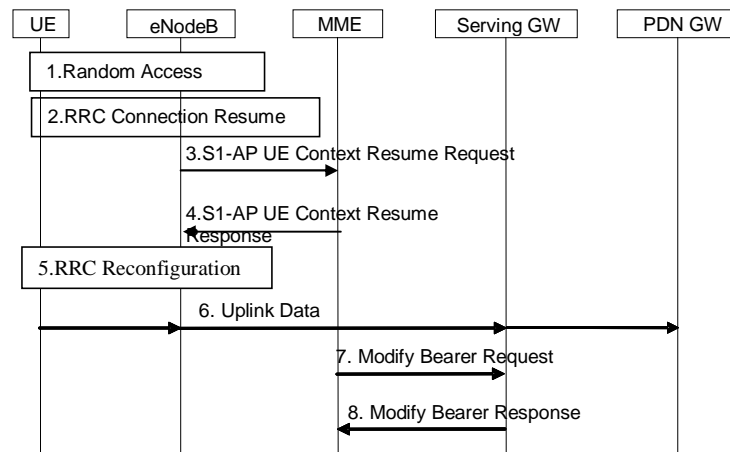 UE
eNodeB
MME
Serving GW
PDN GW
1.Random Access
2.RRC Connection Resume
3.S1-AP UE Context Resume Request
4.S1-AP UE Context Resume
Response
5.RRC Reconfiguration
6. Uplink Data
7. Modify Bearer Request
8. Modify Bearer Response